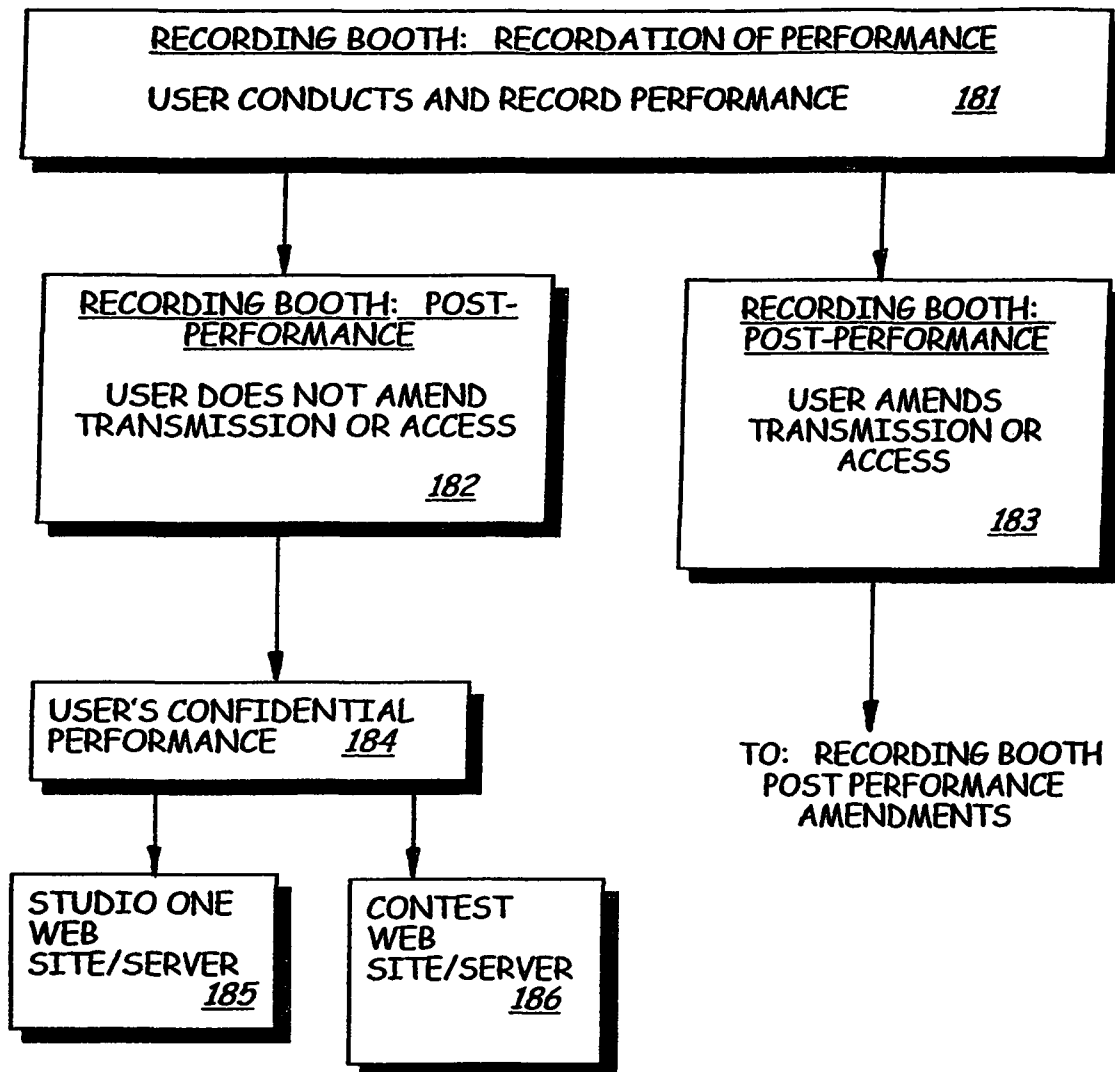 RECORDING BOOTH: RECORDATION OF PERFORMANCE
USER CONDUCTS AND RECORD PERFORMANCE 181
RECORDING BOOTH: POST-
PERFORMANCE
USER DOES NOT AMEND
TRANSMISSION OR ACCESS
182
RECORDING BOOTH:
POST-PERFORMANCE
USER AMENDS
TRANSMISSION OR
ACCESS
183
USER'S CONFIDENTIAL
PERFORMANCE 184
TO: RECORDING BOOTH
POST PERFORMANCE
AMENDMENTS
STUDIO ONE
WEB
SITE/SERVER
185
CONTEST
WEB
SITE/SERVER
186